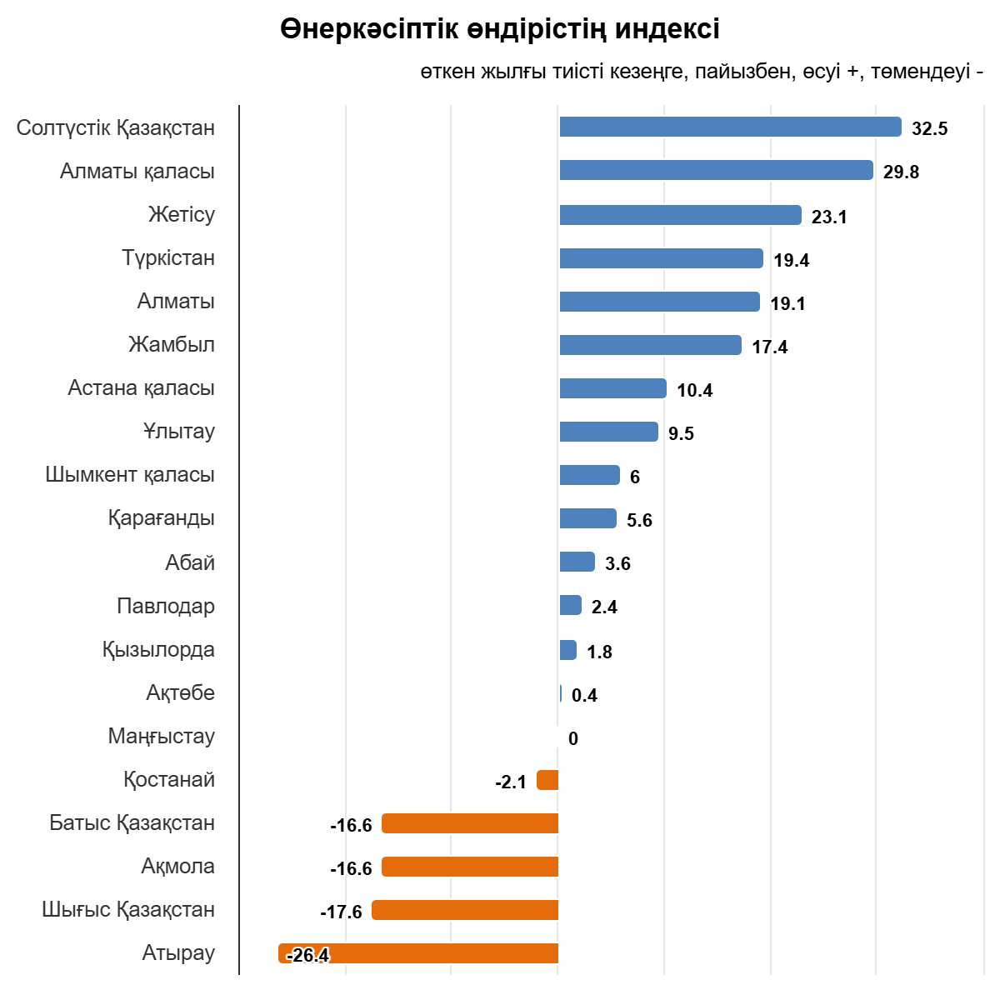 Өнеркәсіптік өндірістің индексі
өткен жылғы тиісті кезеңге, пайызбен, өсуі +, төмендеуі -
Солтүстік Қазақстан 32.5
Алматы қаласы 29.8
Жетісу 23.1
Түркістан 19.4
Алматы 19.1
Жамбыл 17.4
Астана қаласы 10.4
Ұлытау 9.5
Шымкент қаласы 6
Қарағанды 5.6
Абай 3.6
Павлодар 2.4
Қызылорда 1.8
Ақтөбе 0.4
Маңғыстау 0
Қостанай -2.1
Батыс Қазақстан -16.6
Ақмола -16.6
Шығыс Қазақстан -17.6
Атырау -26.4